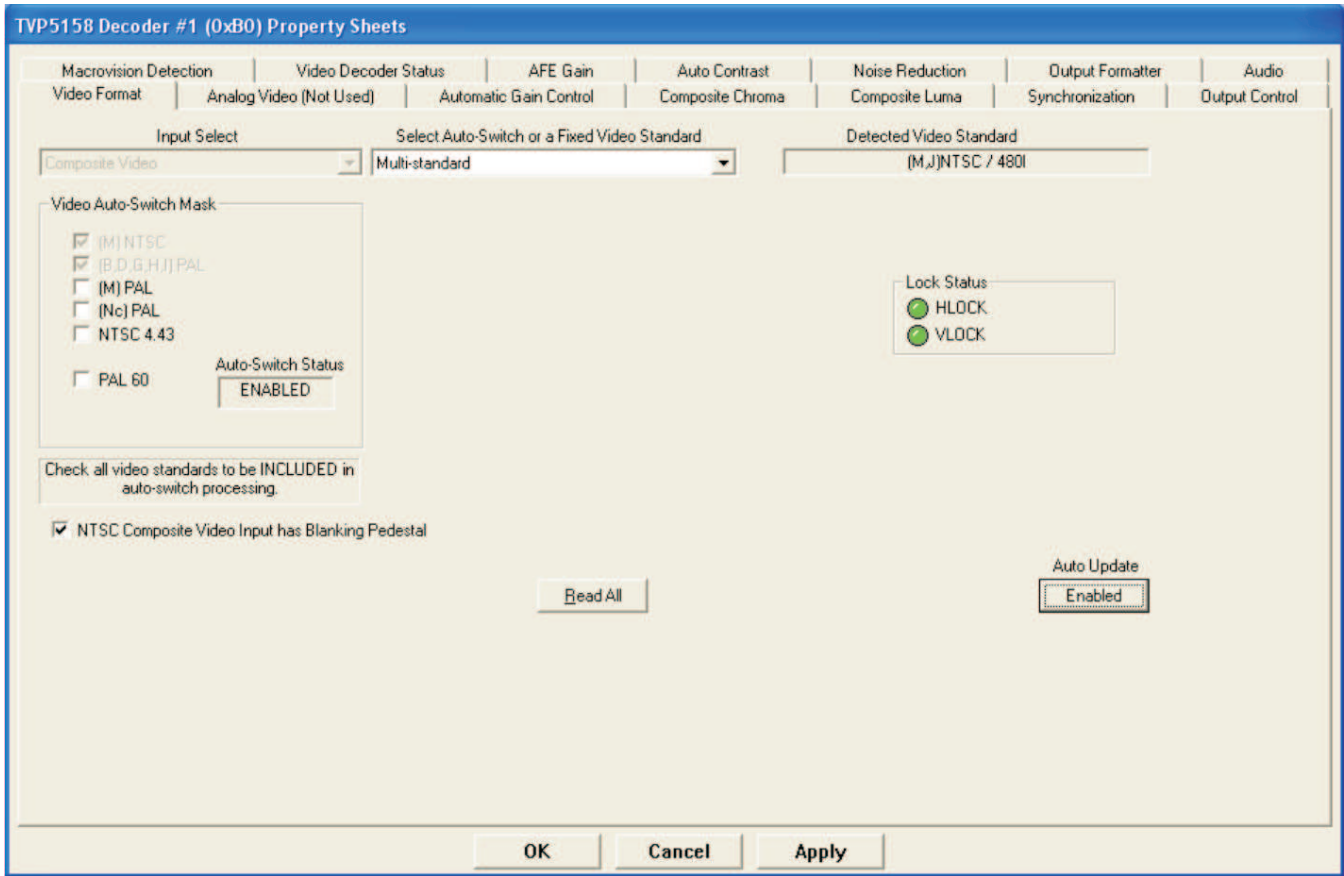 TVP5158 Decoder #1 (0xB0) Property Sheets
Macrovision Detection Video Decoder Status AFE Gain Auto Contrast Noise Reduction Output Formatter Audio
Video Format Analog Video (Not Used) Automatic Gain Control Composite Chroma Composite Luma Synchronization Output Control
Input Select Select Auto-Switch or a Fixed Video Standard Detected Video Standard
Composite Video Multi-standard (M,J)NTSC / 480I
Video Auto-Switch Mask
(M) NTSC
(B,D,G,H,I) PAL
(M) PAL
(Nc) PAL
NTSC 4.43
PAL 60
Auto-Switch Status
ENABLED
Lock Status
HLOCK
VLOCK
Check all video standards to be INCLUDED in
auto-switch processing.
NTSC Composite Video Input has Blanking Pedestal
Read All
Auto Update
Enabled
OK Cancel Apply